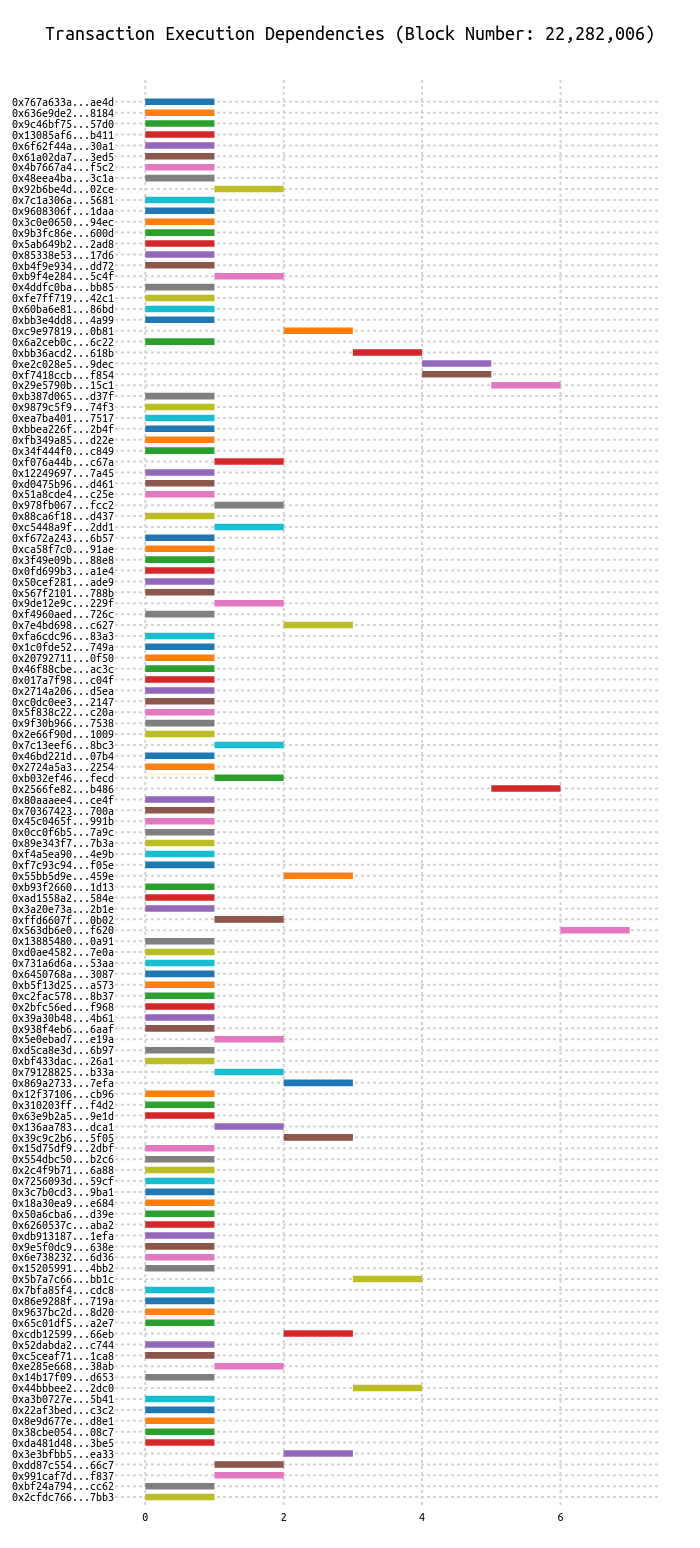 Transaction Execution Dependencies (Block Number: 22,282,006)
0x767a633a...ae4d
0x636e9de2...8184
0x9c46bf75...57d0
0x13085af6...b411
0x6f62f44a...30a1
0x61a02da7...3ed5
0x4b7667a4...f5c2
0x48eea4ba...3c1a
0x92b6be4d...02ce
0x7c1a306a...5681
0x9608306f...1daa
0x3c0e0650...94ec
0x9b3fc86e...600d
0x5ab649b2...2ad8
0x85338e53...17d6
0xb4f9e934...dd72
0xb9f4e284...5c4f
0x4ddfc0ba...bb85
0xfe7ff719...42c1
0x60ba6e81...86bd
0xbb3e4dd8...4a99
0xc9e97819...0b81
0x6a2ceb0c...6c22
0xbb36acd2...618b
0xe2c028e5...9dec
0xf7418ccb...f854
0x29e5790b...15c1
0xb387d065...d37f
0x9879c5f9...74f3
0xea7ba401...7517
0xbbea226f...2b4f
0xfb349a85...d22e
0x34f444f0...c849
0xf076a44b...c67a
0x12249697...7a45
0xd0475b96...d461
0x51a8cde4...c25e
0x978fb067...fcc2
0x88ca6f18...d437
0xc5448a9f...2dd1
0xf672a243...6b57
0xca58f7c0...91ae
0x3f49e09b...88e8
0x0fd699b3...a1e4
0x50cef281...ade9
0x567f2101...788b
0x9de12e9c...229f
0xf4960aed...726c
0x7e4bd698...c627
0xfa6cdc96...83a3
0x1c0fde52...749a
0x20792711...0f50
0x46f88cbe...ac3c
0x017a7f98...c04f
0x2714a206...d5ea
0xc0dc0ee3...2147
0x5f838c22...c20a
0x9f30b966...7538
0x2e66f90d...1009
0x7c13eef6...8bc3
0x46bd221d...07b4
0x2724a5a3...2254
0xb032ef46...fecd
0x2566fe82...b486
0x80aaaee4...ce4f
0x70367423...700a
0x45c0465f...991b
0x0cc0f6b5...7a9c
0x89e343f7...7b3a
0xf4a5ea90...4e9b
0xf7c93c94...f05e
0x55bb5d9e...459e
0xb93f2660...1d13
0xad1558a2...584e
0x3a20e73a...2b1e
0xffd6607f...0b02
0x563db6e0...f620
0x13885480...0a91
0xd0ae4582...7e0a
0x731a6d6a...53aa
0x6450768a...3087
0xb5f13d25...a573
0xc2fac578...8b37
0x2bfc56ed...f968
0x39a30b48...4b61
0x938f4eb6...6aaf
0x5e0ebad7...e19a
0xd5ca8e3d...6b97
0xbf433dac...26a1
0x79128825...b33a
0x869a2733...7efa
0x12f37106...cb96
0x310203ff...f4d2
0x63e9b2a5...9e1d
0x136aa783...dca1
0x39c9c2b6...5f05
0x15d75df9...2dbf
0x554dbc50...b2c6
0x2c4f9b71...6a88
0x7256093d...59cf
0x3c7b0cd3...9ba1
0x18a30ea9...e684
0x50a6cba6...d39e
0x6260537c...aba2
0xdb913187...1efa
0x9e5f0dc9...638e
0x6e738232...6d36
0x15205991...4bb2
0x5b7a7c66...bb1c
0x7bfa85f4...cdc8
0x86e9288f...719a
0x9637bc2d...8d20
0x65c01df5...a2e7
0xcdb12599...66eb
0x52dabda2...c744
0xc5ceaf71...1ca8
0xe285e668...38ab
0x14b17f09...d653
0x44bbbee2...2dc0
0xa3b0727e...5b41
0x22af3bed...c3c2
0x8e9d677e...d8e1
0x38cbe054...08c7
0xda481d48...3be5
0x3e3bfbb5...ea33
0xdd87c554...66c7
0x991caf7d...f837
0xbf24a794...cc62
0x2cfdc766...7bb3
0 2 4 6